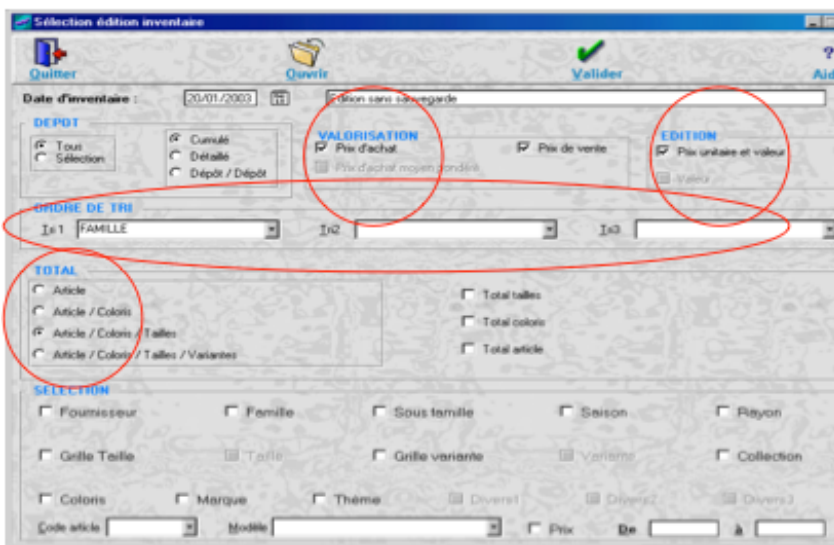 Sélection édition inventaire
Quitter Ouvrir Valider ? Aid
Date d'inventaire : 20/01/2003 Edition sans sauvegarde
DEPOT VALORISATION EDITION
Tous Cumulé Prix d'achat Prix de vente Prix unitaire et valeur
Sélection Détaillé Prix d'achat moyen pondéré Valeur
Dépôt / Dépôt
ORDRE DE TRI
Tri1 FAMILLE Tri2 Tri3
TOTAL
Article Total tailles
Article / Coloris Total coloris
Article / Coloris / Tailles Total article
Article / Coloris / Tailles / Variantes
SELECTION
Fournisseur Famille Sous famille Saison Rayon
Grille Taille Taille Grille variante Variante Collection
Coloris Marque Thème Divers1 Divers2 Divers3
Code article Modèle Prix De à